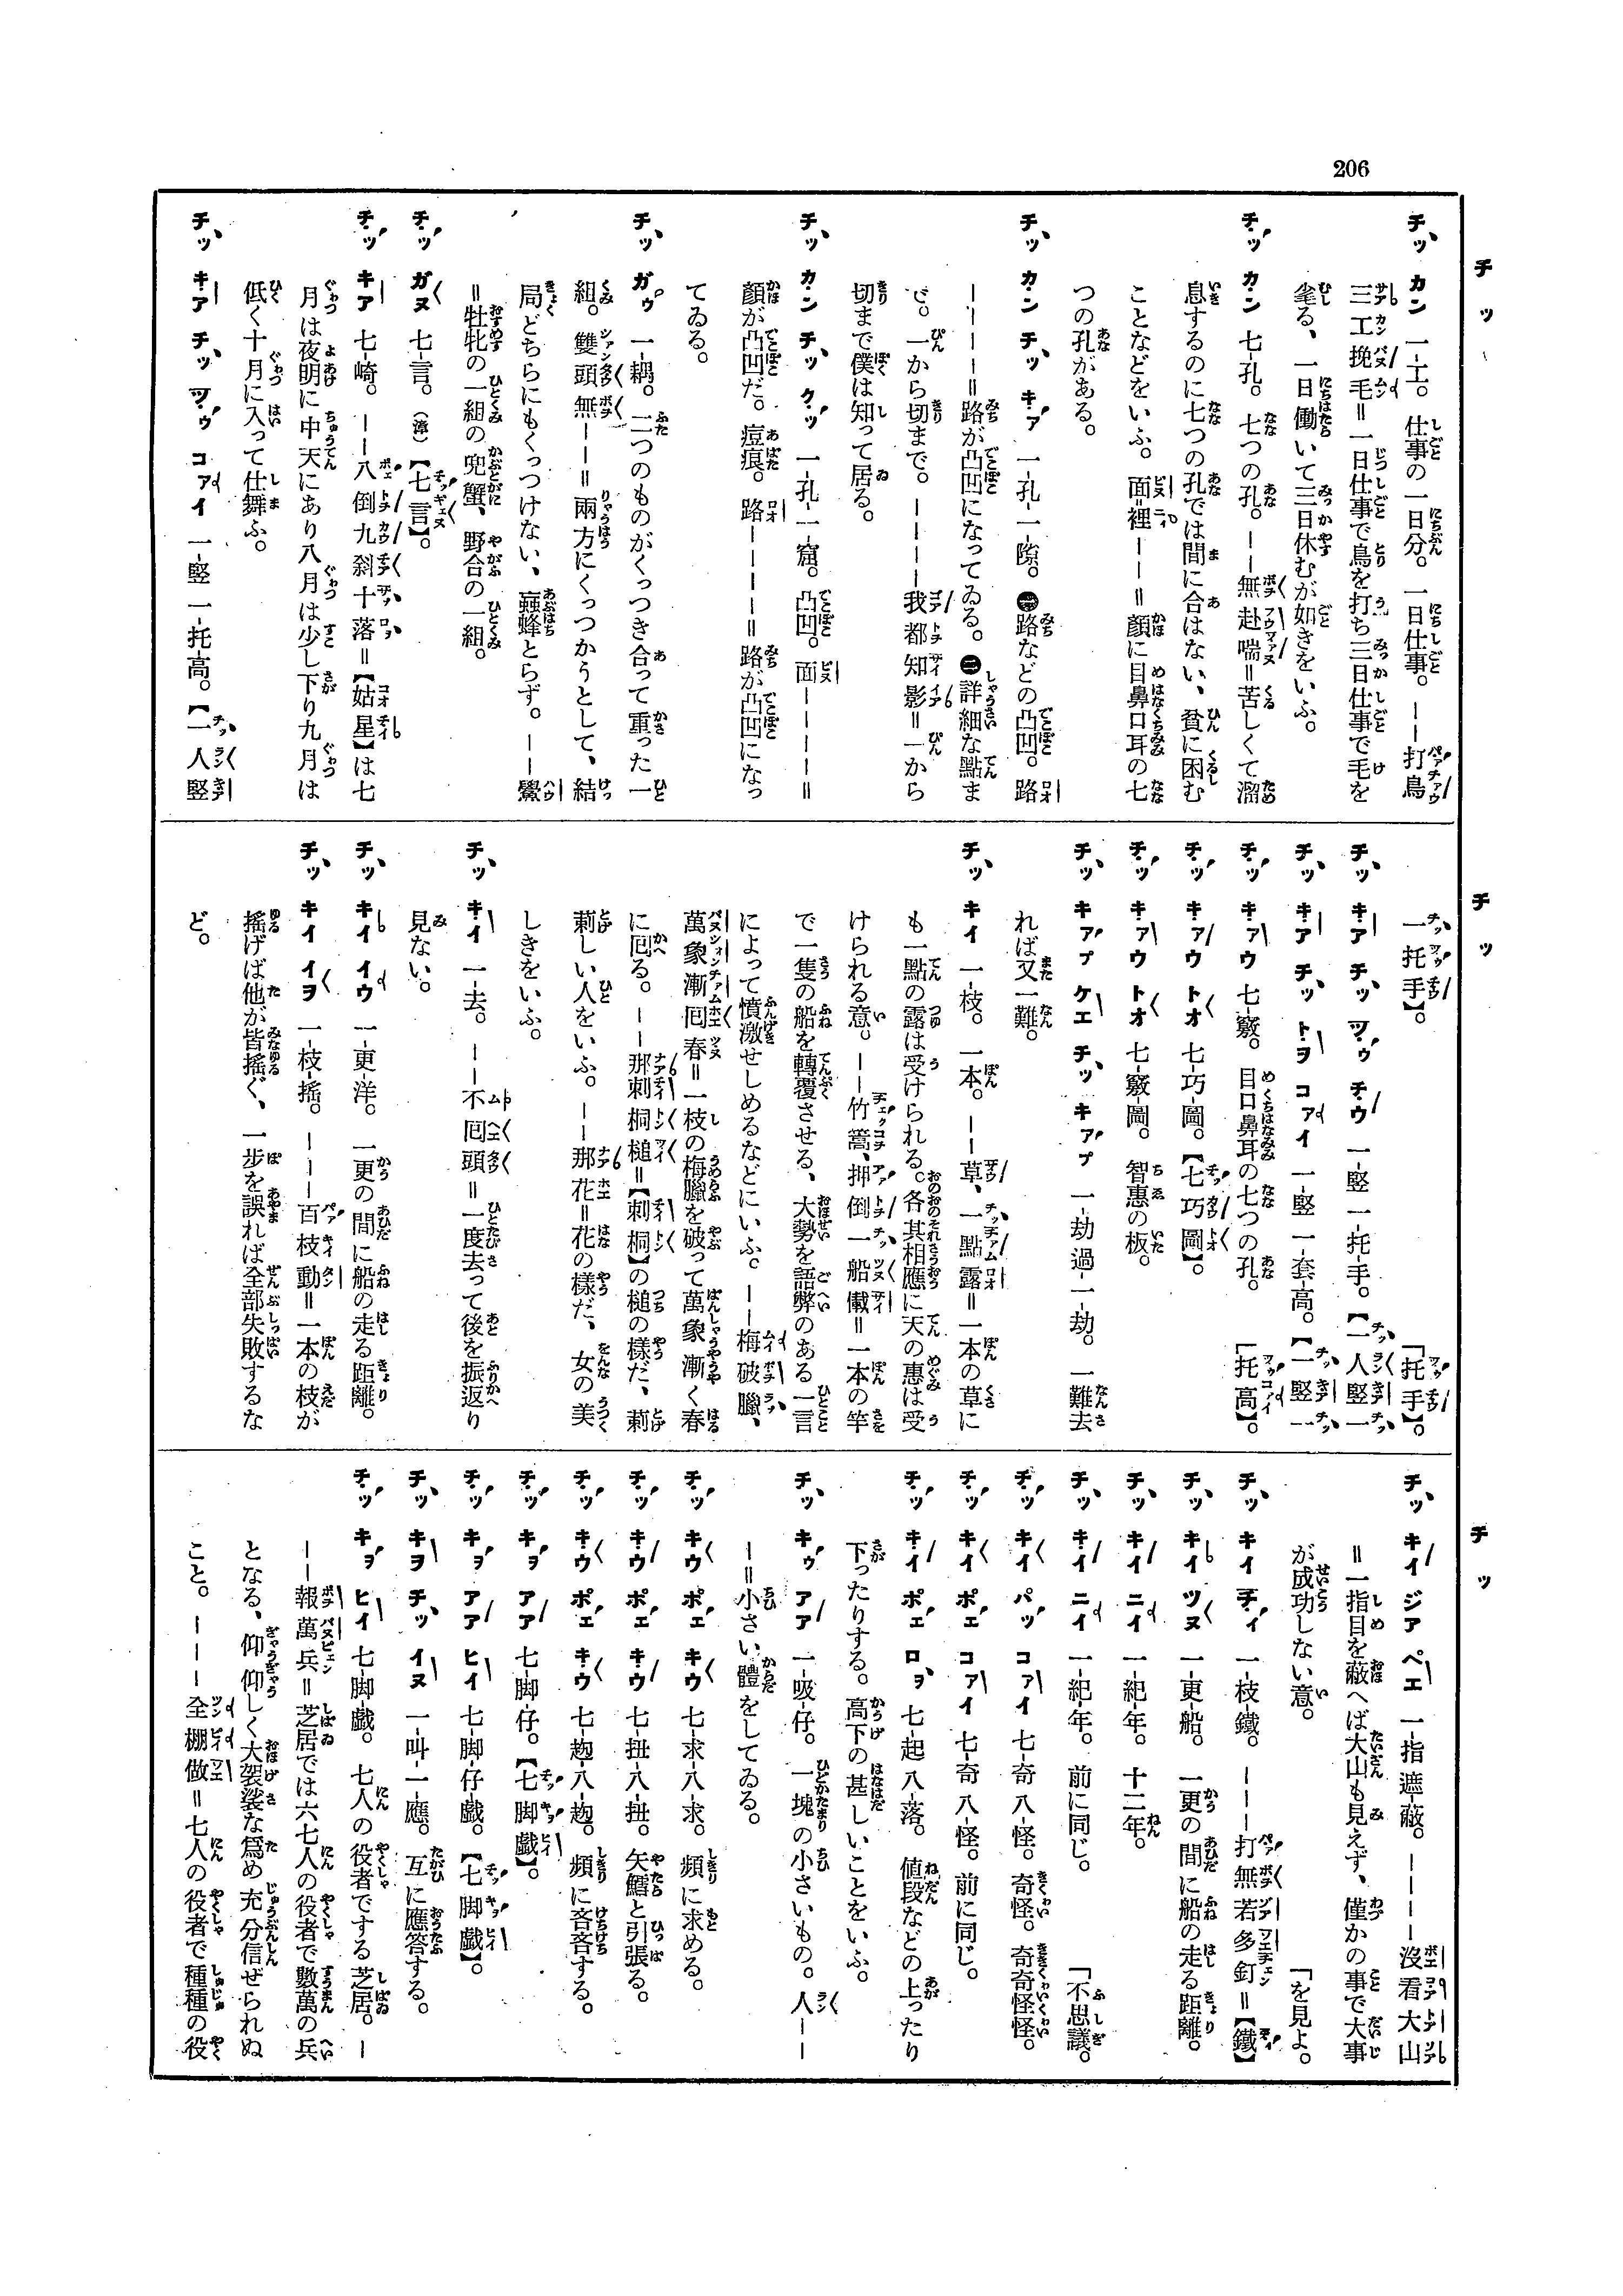 206
チッ
チッ カン 一-工。仕事の一日分。一日仕事。――打鳥
三工挽毛＝一日仕事で鳥を打ち三日仕事で毛を
毟る、一日働いて三日休むが如きをいふ。
チッ カン 七-孔。七つの孔。――無赴喘＝苦しくて溜
息するのに七つの孔では間に合はない、貧に困む
ことなどをいふ。面裡――＝顔に目鼻口耳の七
つの孔がある。
チッ カン チッ キァ 一-孔-一-隙。㊀路などの凸凹。路
――――＝路が凸凹になってゐる。㊁詳細な點ま
で。一から切まで。――――我都知影＝一から
切まで僕は知って居る。
チッ カン チッ クッ 一-孔-一-窟。凸凹。面――――＝
顔が凸凹だ。痘痕。路――――＝路が凸凹になっ
てゐる。
チッ ガウ 一-耦。二つのものがくっつき合って重った一
組。雙頭無――＝兩方にくっつかうとして、結
局どちらにもくっつけない、蝱蜂とらず。――鱟
＝牡牝の一組の兜蟹、野合の一組。
チッ ガヌ 七-言。（漳）【七言】。
チッ キア 七-崎。――八倒九斜十落＝【姑星】は七
月は夜明に中天にあり八月は少し下り九月は
低く十月に入って仕舞ふ。
チッ キア チッ ツゥ コァイ 一-竪一-托-高。【一人竪
チッ
一托手】。
「托手】。
チッ キア チッ ツゥ チウ 一-竪一-托-手。【一人竪一
チッ キア チッ トヲ コァイ 一-竪一-套-高。【一竪一
「托高】。
チッ キァウ 七-竅。目口鼻耳の七つの孔。
チッ キァウ トオ 七-巧-圖。【七巧圖】。
チッ キァウ トオ 七-竅-圖。智惠の板。
チッ キァプ ケエ チッ キァプ 一-劫過一-劫。一難去
れば又一難。
チッ キイ 一-枝。一本。――草、一點露＝一本の草に
も一點の露は受けられる。各其相應に天の惠は受
けられる意。――竹篙、押倒一船儎＝一本の竿
で一隻の船を轉覆させる、大勢を語弊のある一言
によって憤激せしめるなどにいふ。――梅破臘、
萬象漸囘春＝一枝の梅臘を破って萬象漸く春
に囘る。――那刺桐槌＝【刺桐】の槌の樣だ、莿
莿しい人をいふ。――那花＝花の樣だ、女の美
しきをいふ。
チッ キイ 一-去。――不囘頭＝一度去って後を振返り
見ない。
チッ キイ イウ 一-更-洋。一更の間に船の走る距離。
チッ キイ イヲ 一-枝-搖。―――百枝動＝一本の枝が
搖げば他が皆搖ぐ、一步を誤れば全部失敗するな
ど。
チッ
チッ キイ ジア ペエ 一-指遮-蔽。――――沒看大山
＝一指目を蔽へば大山も見えず、僅かの事で大事
が成功しない意。
「を見よ。
チッ キイ チィ 一-枝-鐵。―――打無若多釘＝【鐵】
チッ キイ ツヌ 一-更-船。一更の間に船の走る距離。
チッ キイ ニイ 一-紀-年。十二年。
チッ キイ ニイ 一-紀-年。前に同じ。
「不思議。
チッ キイ パッ コァイ 七-奇八-怪。奇怪。奇奇怪怪。
チッ キイ ポェ コァイ 七-奇八-怪。前に同じ。
チッ キイ ポェ ロヲ 七-起八-落。値段などの上ったり
下ったりする。高下の甚しいことをいふ。
チッ キゥ アア 一-吸-仔。一塊の小さいもの。人――
―＝小さい體をしてゐる。
チッ キウ ポェ キウ 七-求八-求。頻に求める。
チッ キウ ポェ キウ 七-扭八-扭。矢鱈と引張る。
チッ キウ ポェ キウ 七-趜八-趜。頻に吝吝する。
チッ キヲ アア 七-脚-仔。【七脚戲】。
チッ キヲ アア ヒイ 七-脚-仔-戲。【七脚戲】。
チッ キヲ チッ イヌ 一-叫一-應。互に應答する。
チッ キヲ ヒイ 七-脚-戲。七人の役者でする芝居。―
――報萬兵＝芝居では六七人の役者で數萬の兵
となる、仰仰しく大袈裟な爲め充分信ぜられぬ
こと。―――全棚做＝七人の役者で種種の役